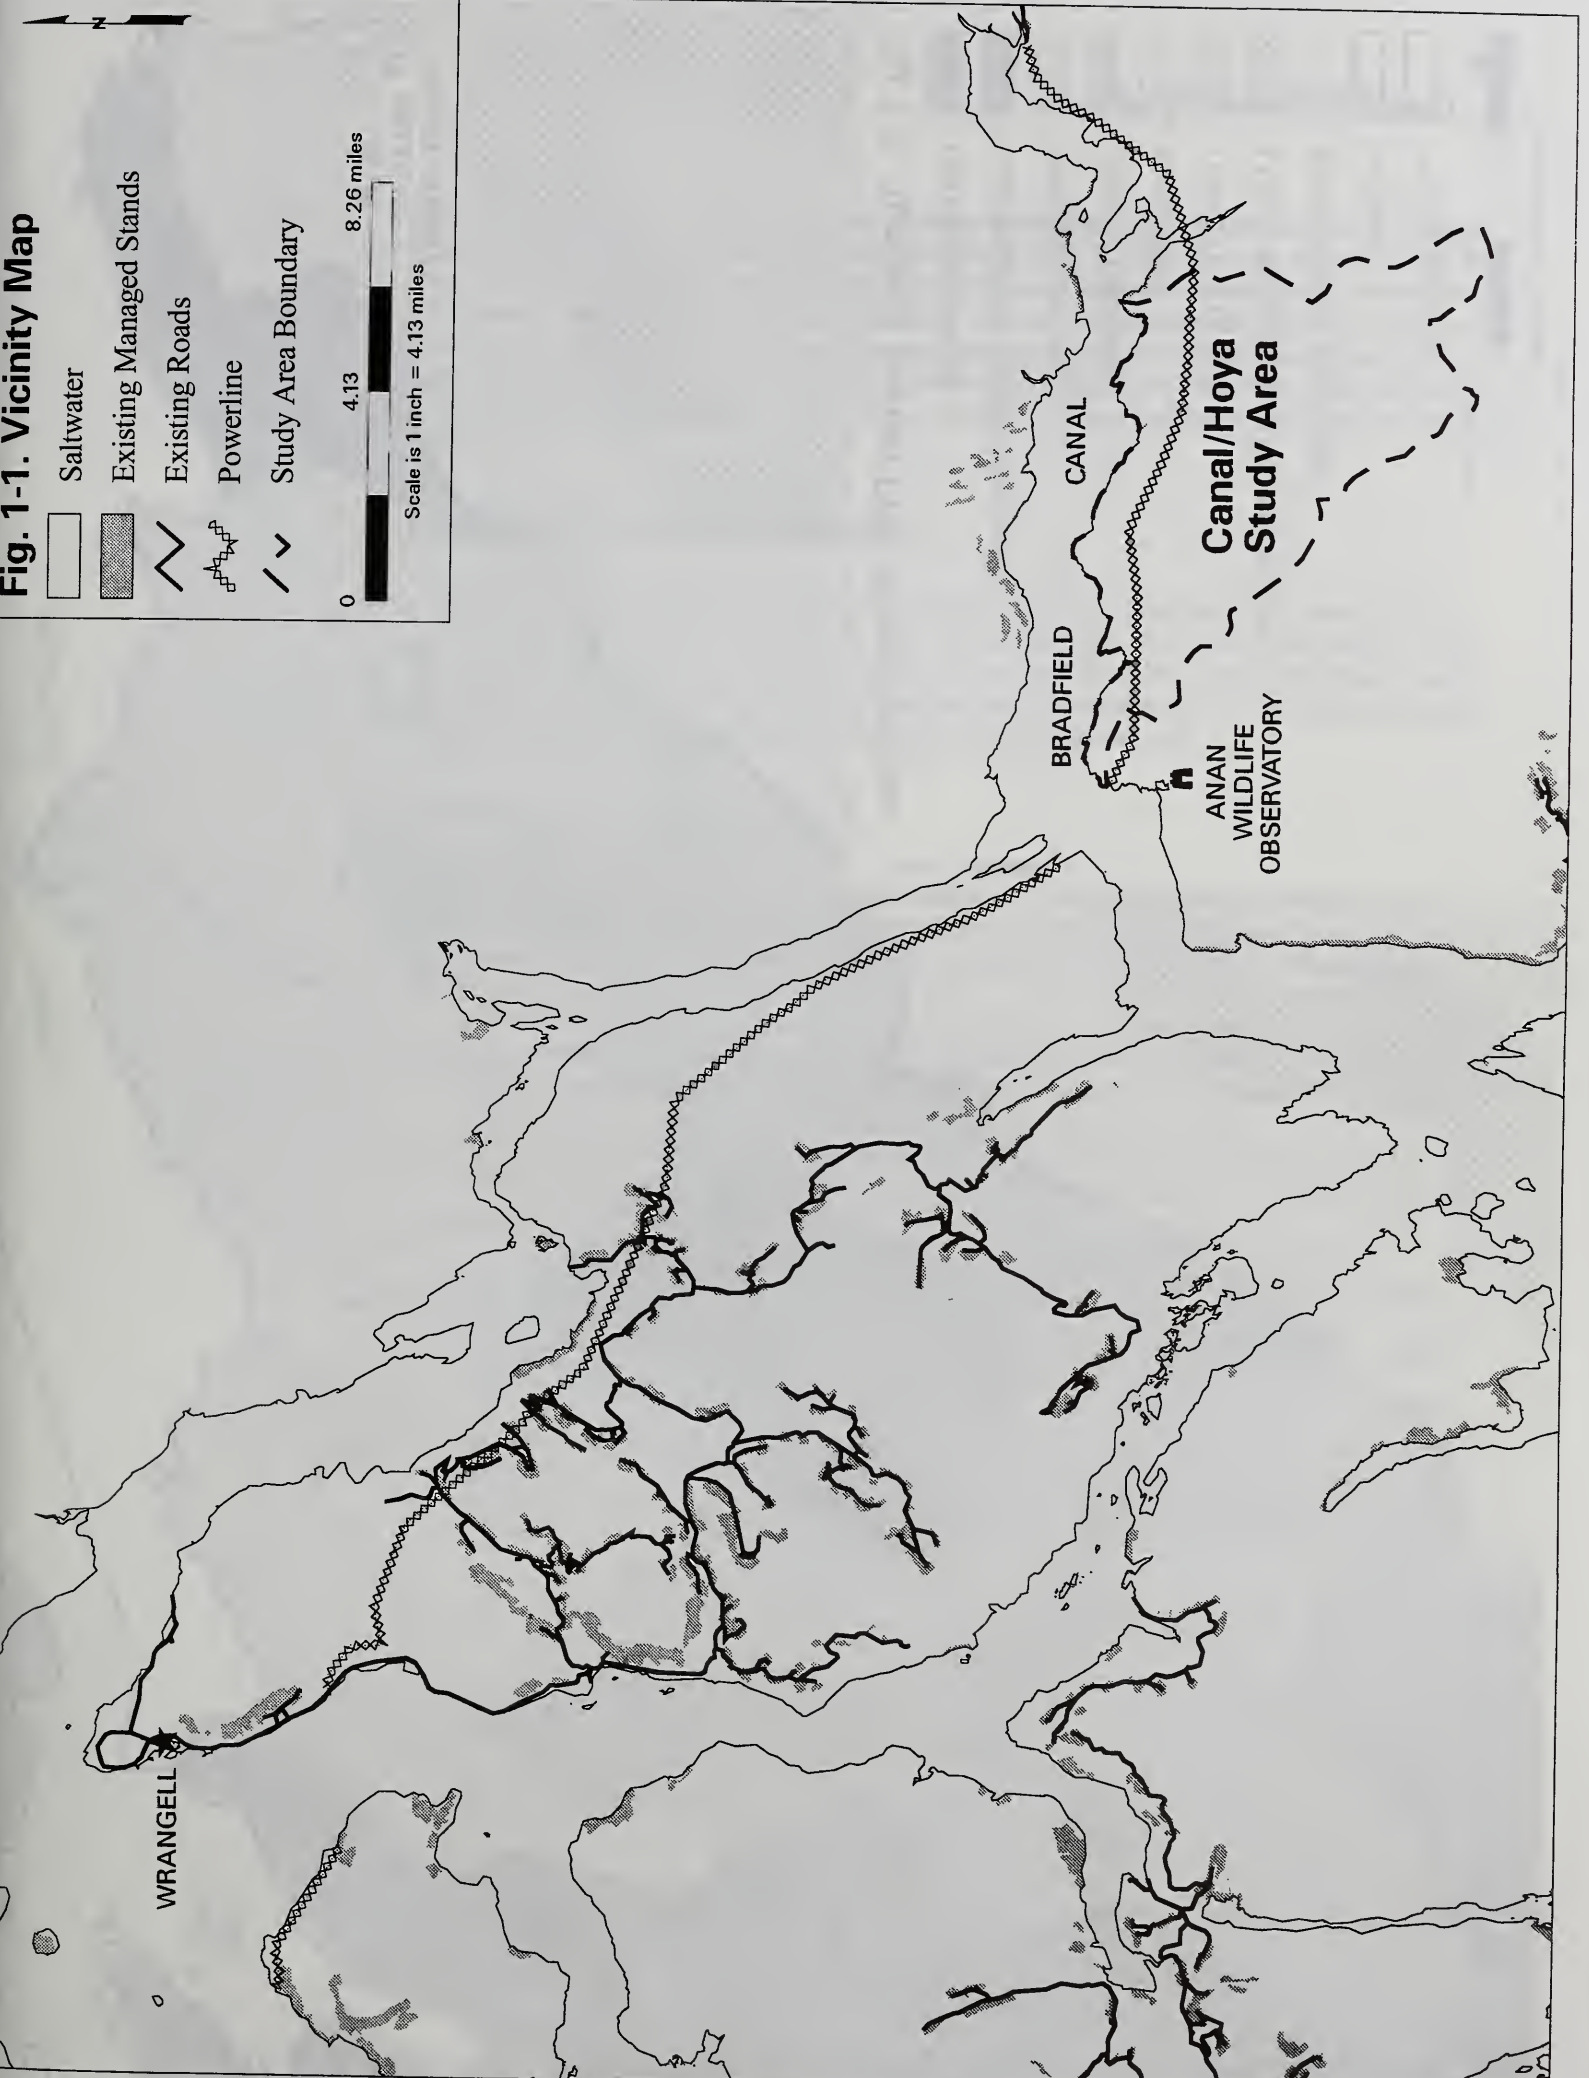 Fig. 1-1. Vicinity Map
Saltwater
Existing Managed Stands
Existing Roads
Powerline
Study Area Boundary
0 4.13 8.26 miles
Scale is 1 inch = 4.13 miles
N
WRANGELL
BRADFIELD CANAL
Canal/Hoya
Study Area
ANAN
WILDLIFE
OBSERVATORY